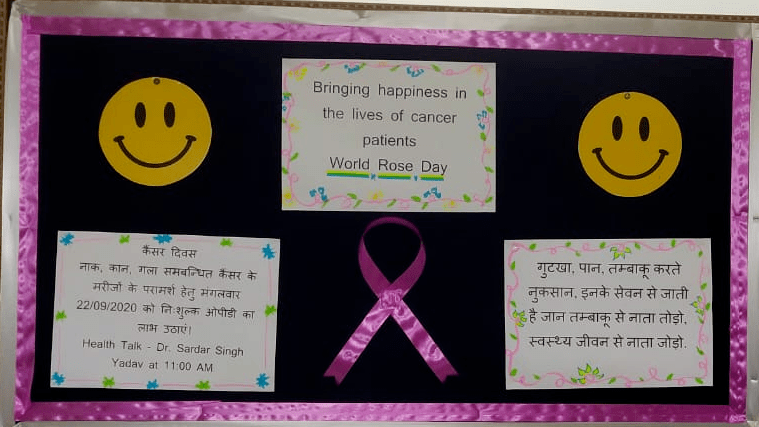 Bringing happiness in
the lives of cancer
patients
World Rose Day
कैंसर दिवस
नाक, कान, गला सम्बन्धित कैंसर के
मरीजों के परामर्श हेतु मंगलवार
22/09/2020 को निःशुल्क ओपीडी का
लाभ उठाएं!
Health Talk - Dr. Sardar Singh
Yadav at 11:00 AM
गुटखा, पान, तम्बाकू करते
नुकसान, इनके सेवन से जाती
है जान तम्बाकू से नाता तोड़ो,
स्वस्थ्य जीवन से नाता जोड़ो.